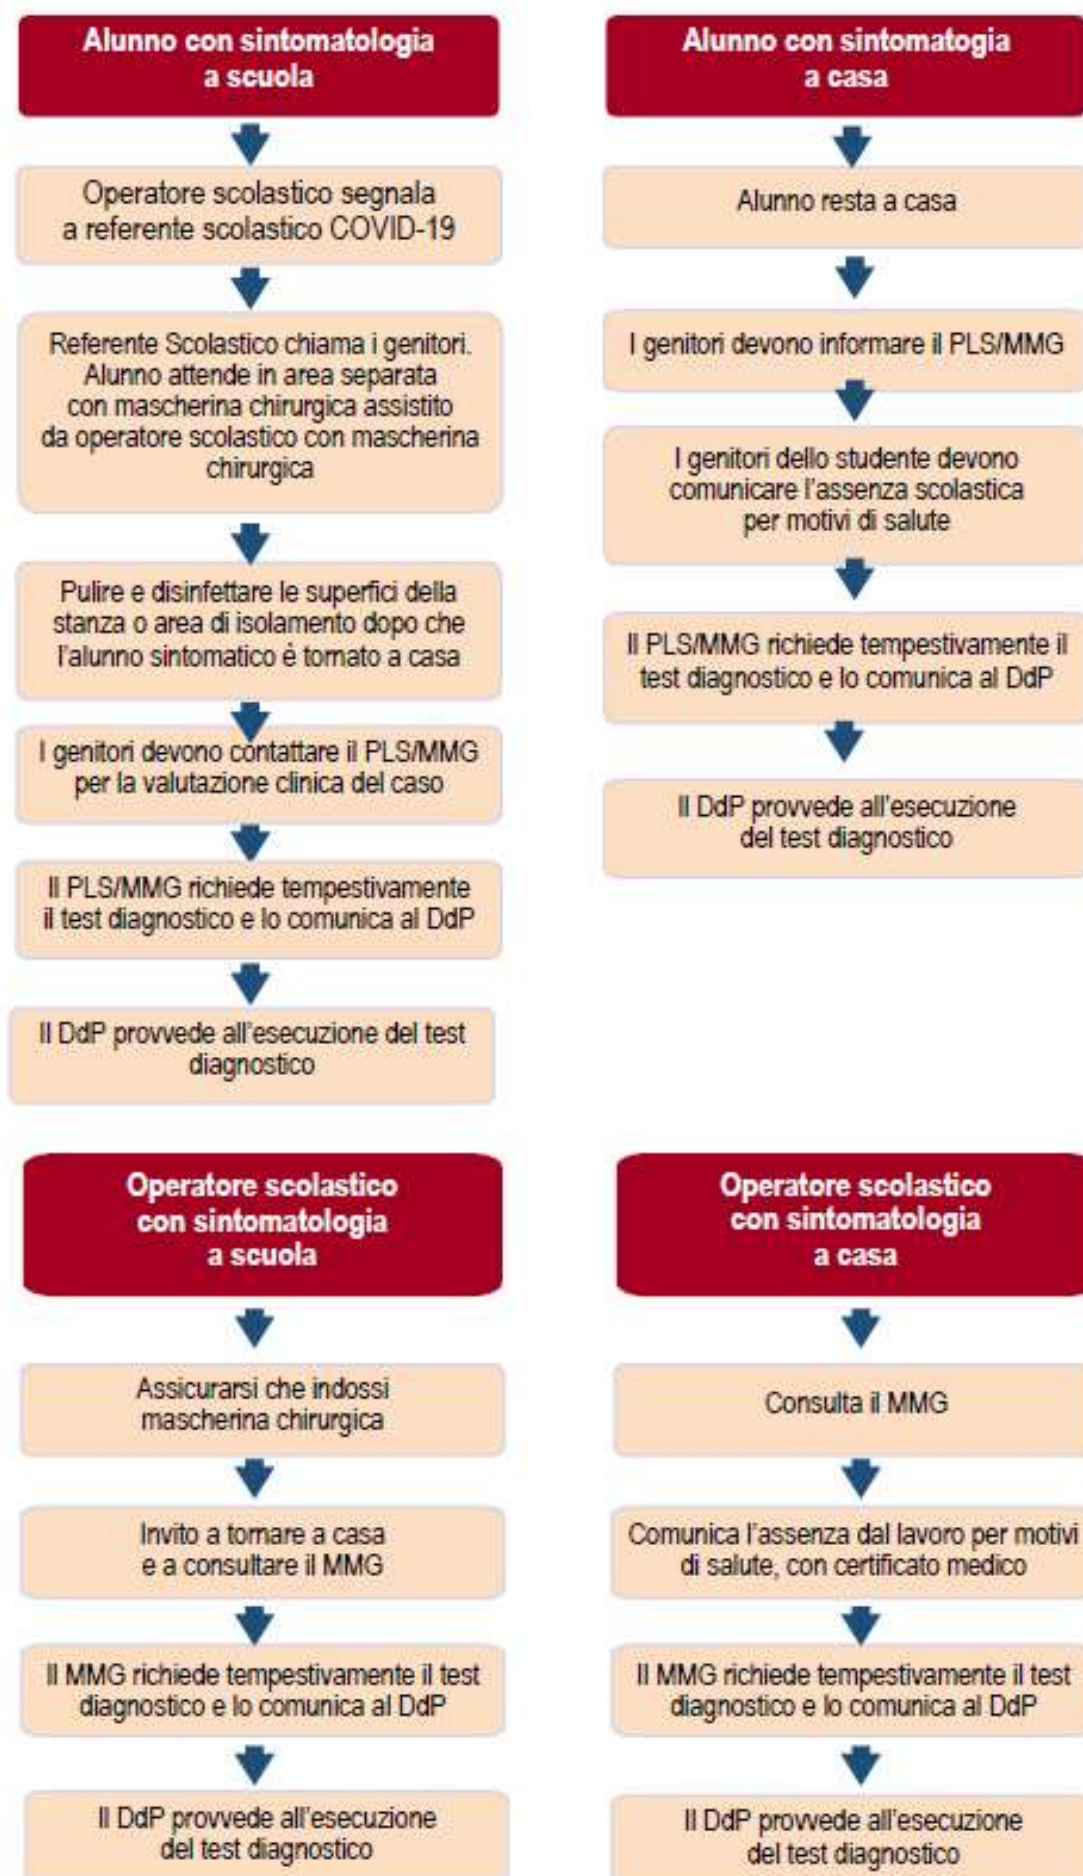 Alunno con sintomatologia
a scuola
Operatore scolastico segnala
a referente scolastico COVID-19
Referente Scolastico chiama i genitori.
Alunno attende in area separata
con mascherina chirurgica assistito
da operatore scolastico con mascherina
chirurgica
Pulire e disinfettare le superfici della
stanza o area di isolamento dopo che
l'alunno sintomatico è tornato a casa
I genitori devono contattare il PLS/MMG
per la valutazione clinica del caso
Il PLS/MMG richiede tempestivamente
il test diagnostico e lo comunica al DdP
Il DdP provvede all'esecuzione del test
diagnostico
Alunno con sintomatogia
a casa
Alunno resta a casa
I genitori devono informare il PLS/MMG
I genitori dello studente devono
comunicare l'assenza scolastica
per motivi di salute
Il PLS/MMG richiede tempestivamente il
test diagnostico e lo comunica al DdP
Il DdP provvede all'esecuzione
del test diagnostico
Operatore scolastico
con sintomatologia
a scuola
Assicurarsi che indossi
mascherina chirurgica
Invito a tornare a casa
e a consultare il MMG
Il MMG richiede tempestivamente il test
diagnostico e lo comunica al DdP
Il DdP provvede all'esecuzione
del test diagnostico
Operatore scolastico
con sintomatologia
a casa
Consulta il MMG
Comunica l'assenza dal lavoro per motivi
di salute, con certificato medico
Il MMG richiede tempestivamente il test
diagnostico e lo comunica al DdP
Il DdP provvede all'esecuzione
del test diagnostico